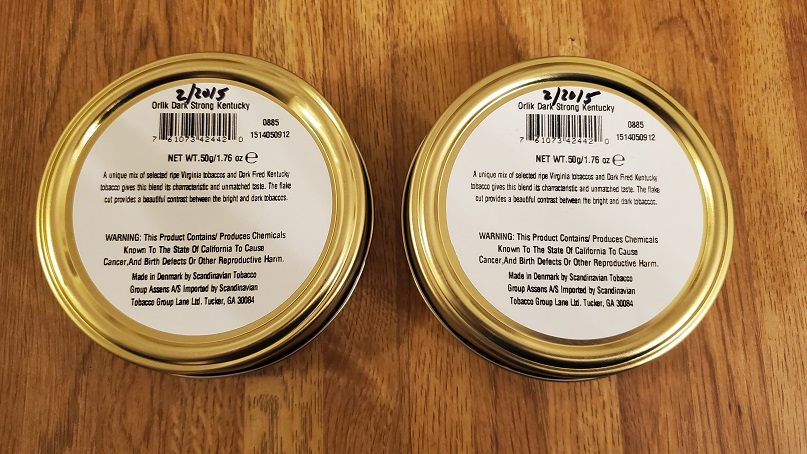 2/2015
Orlik Dark Strong Kentucky
0885
7 61073 42442 0
1514050912
NET WT.50g/1.76 oz ℮
A unique mix of selected ripe Virginia tobaccos and Dark Fired Kentucky
tobacco gives this blend its charracteristic and unmatched taste. The flake
cut provides a beautiful contrast between the bright and dark tobaccos.
WARNING: This Product Contains/ Produces Chemicals
Known To The State Of California To Cause
Cancer,And Birth Defects Or Other Reproductive Harm.
Made in Denmark by Scandinavian Tobacco
Group Assens A/S Imported by Scandinavian
Tobacco Group Lane Ltd. Tucker, GA 30084
2/2015
Orlik Dark Strong Kentucky
0885
7 61073 42442 0
1514050912
NET WT.50g/1.76 oz ℮
A unique mix of selected ripe Virginia tobaccos and Dark Fired Kentucky
tobacco gives this blend its charracteristic and unmatched taste. The flake
cut provides a beautiful contrast between the bright and dark tobaccos.
WARNING: This Product Contains/ Produces Chemicals
Known To The State Of California To Cause
Cancer,And Birth Defects Or Other Reproductive Harm.
Made in Denmark by Scandinavian Tobacco
Group Assens A/S Imported by Scandinavian
Tobacco Group Lane Ltd. Tucker, GA 30084